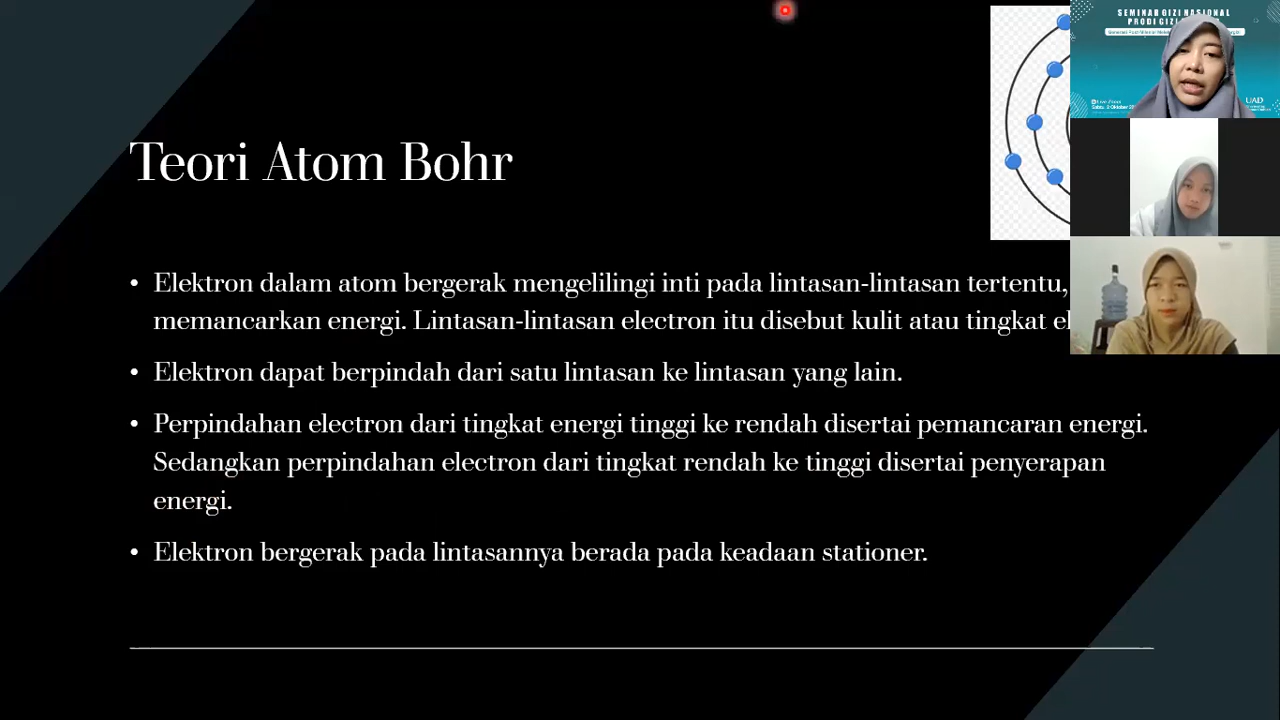 SEMINAR GIZI NASIONAL
PRODI GIZI
UAD
Teori Atom Bohr
• Elektron dalam atom bergerak mengelilingi inti pada lintasan-lintasan tertentu,
memancarkan energi. Lintasan-lintasan electron itu disebut kulit atau tingkat
• Elektron dapat berpindah dari satu lintasan ke lintasan yang lain.
• Perpindahan electron dari tingkat energi tinggi ke rendah disertai pemancaran energi.
Sedangkan perpindahan electron dari tingkat rendah ke tinggi disertai penyerapan
energi.
• Elektron bergerak pada lintasannya berada pada keadaan stationer.